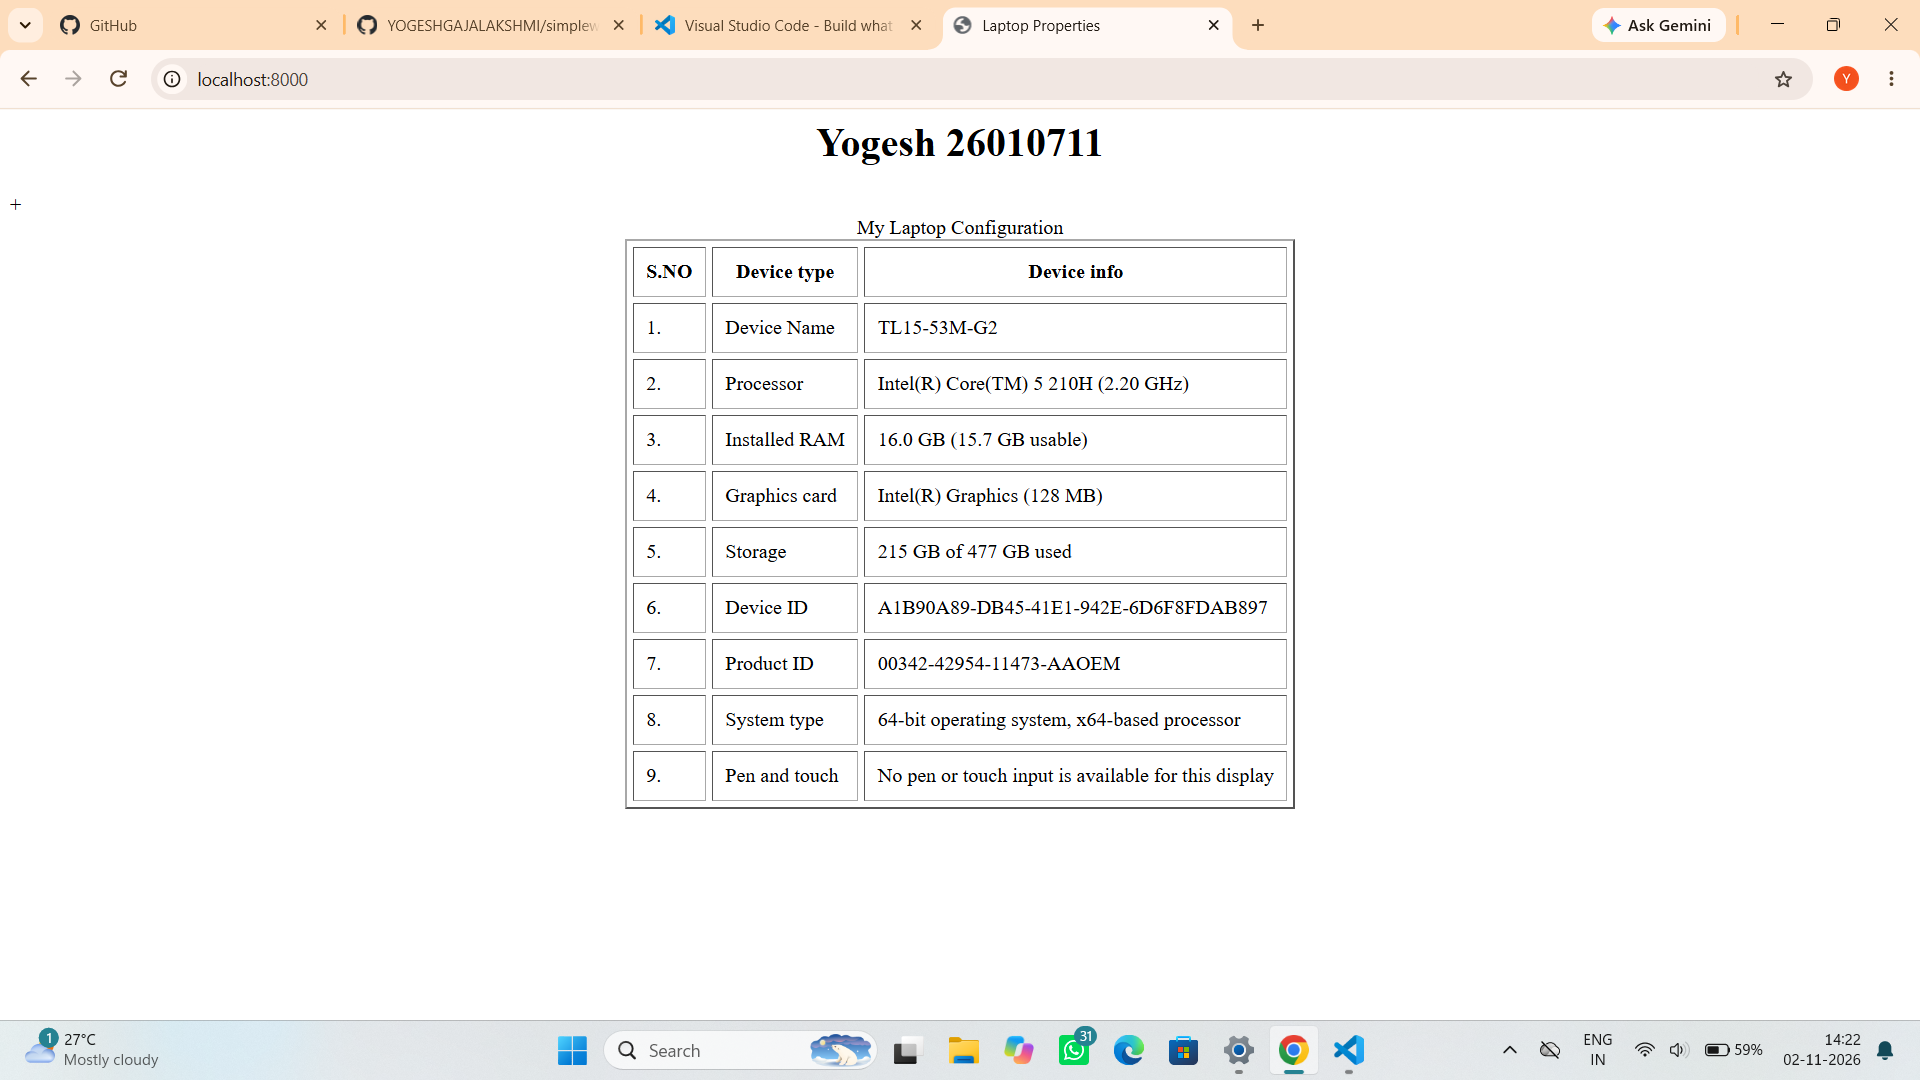 GitHub
YOGESHGAJALAKSHMI/simplew
Visual Studio Code - Build what
Laptop Properties
Ask Gemini
localhost:8000
Y
Yogesh 26010711
+
My Laptop Configuration
S.NO Device type Device info
1. Device Name TL15-53M-G2
2. Processor Intel(R) Core(TM) 5 210H (2.20 GHz)
3. Installed RAM 16.0 GB (15.7 GB usable)
4. Graphics card Intel(R) Graphics (128 MB)
5. Storage 215 GB of 477 GB used
6. Device ID A1B90A89-DB45-41E1-942E-6D6F8FDAB897
7. Product ID 00342-42954-11473-AAOEM
8. System type 64-bit operating system, x64-based processor
9. Pen and touch No pen or touch input is available for this display
1
27°C
Mostly cloudy
Search
31
ENG
IN
59%
14:22
02-11-2026